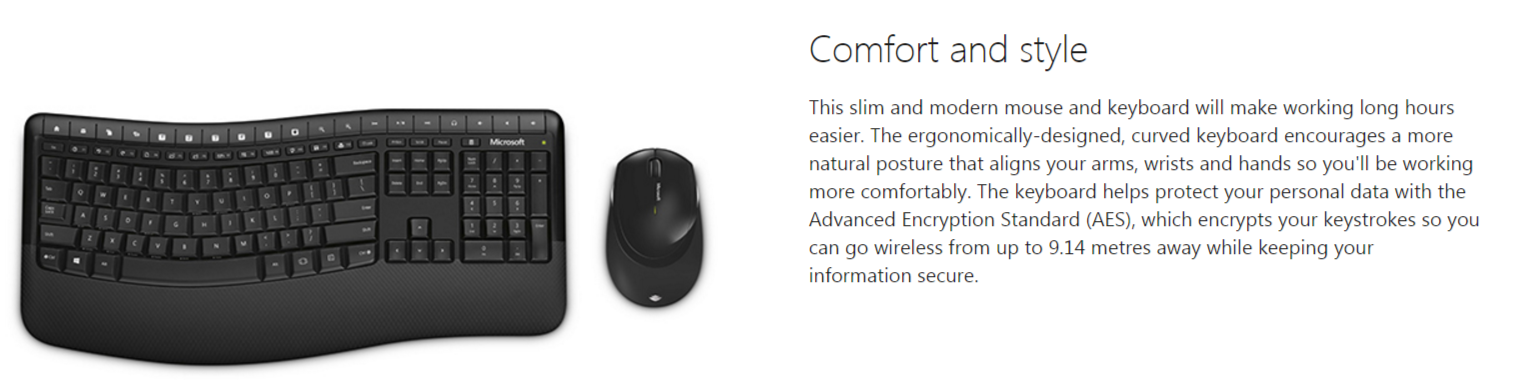 Comfort and style
This slim and modern mouse and keyboard will make working long hours
easier. The ergonomically-designed, curved keyboard encourages a more
natural posture that aligns your arms, wrists and hands so you'll be working
more comfortably. The keyboard helps protect your personal data with the
Advanced Encryption Standard (AES), which encrypts your keystrokes so you
can go wireless from up to 9.14 metres away while keeping your
information secure.
Microsoft
Q W E R T Y U I O P
A S D F G H J K L
Z X C V B N M
Microsoft